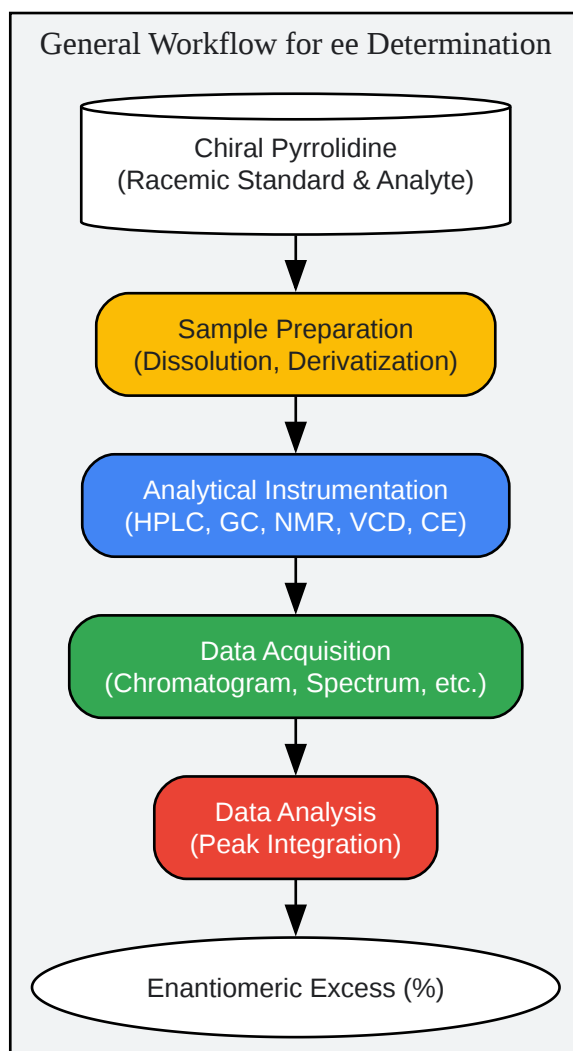 General Workflow for ee Determination
Chiral Pyrrolidine
(Racemic Standard & Analyte)
Sample Preparation
(Dissolution, Derivatization)
Analytical Instrumentation
(HPLC, GC, NMR, VCD, CE)
Data Acquisition
(Chromatogram, Spectrum, etc.)
Data Analysis
(Peak Integration)
Enantiomeric Excess (%)